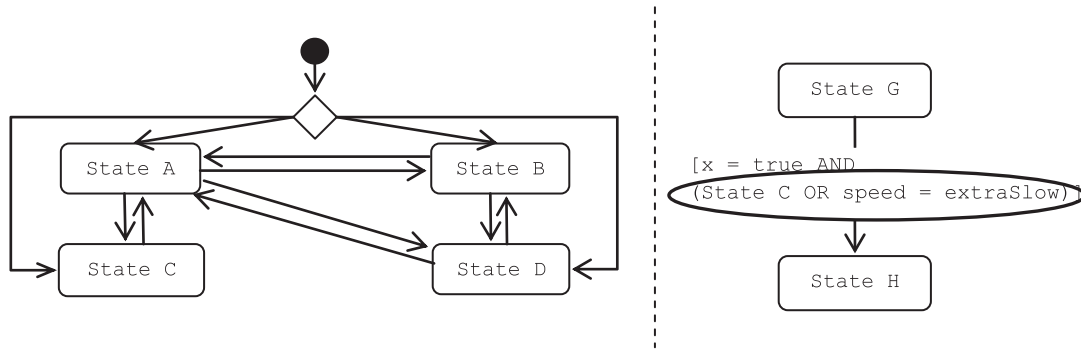 State A
State B
State C
State D
State G
[x = true AND
(State C OR speed = extraSlow)]
State H